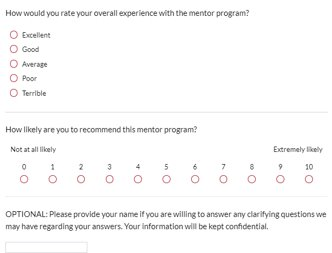 How would you rate your overall experience with the mentor program?
Excellent
Good
Average
Poor
Terrible
How likely are you to recommend this mentor program?
Not at all likely Extremely likely
0 1 2 3 4 5 6 7 8 9 10
OPTIONAL: Please provide your name if you are willing to answer any clarifying questions we
may have regarding your answers. Your information will be kept confidential.